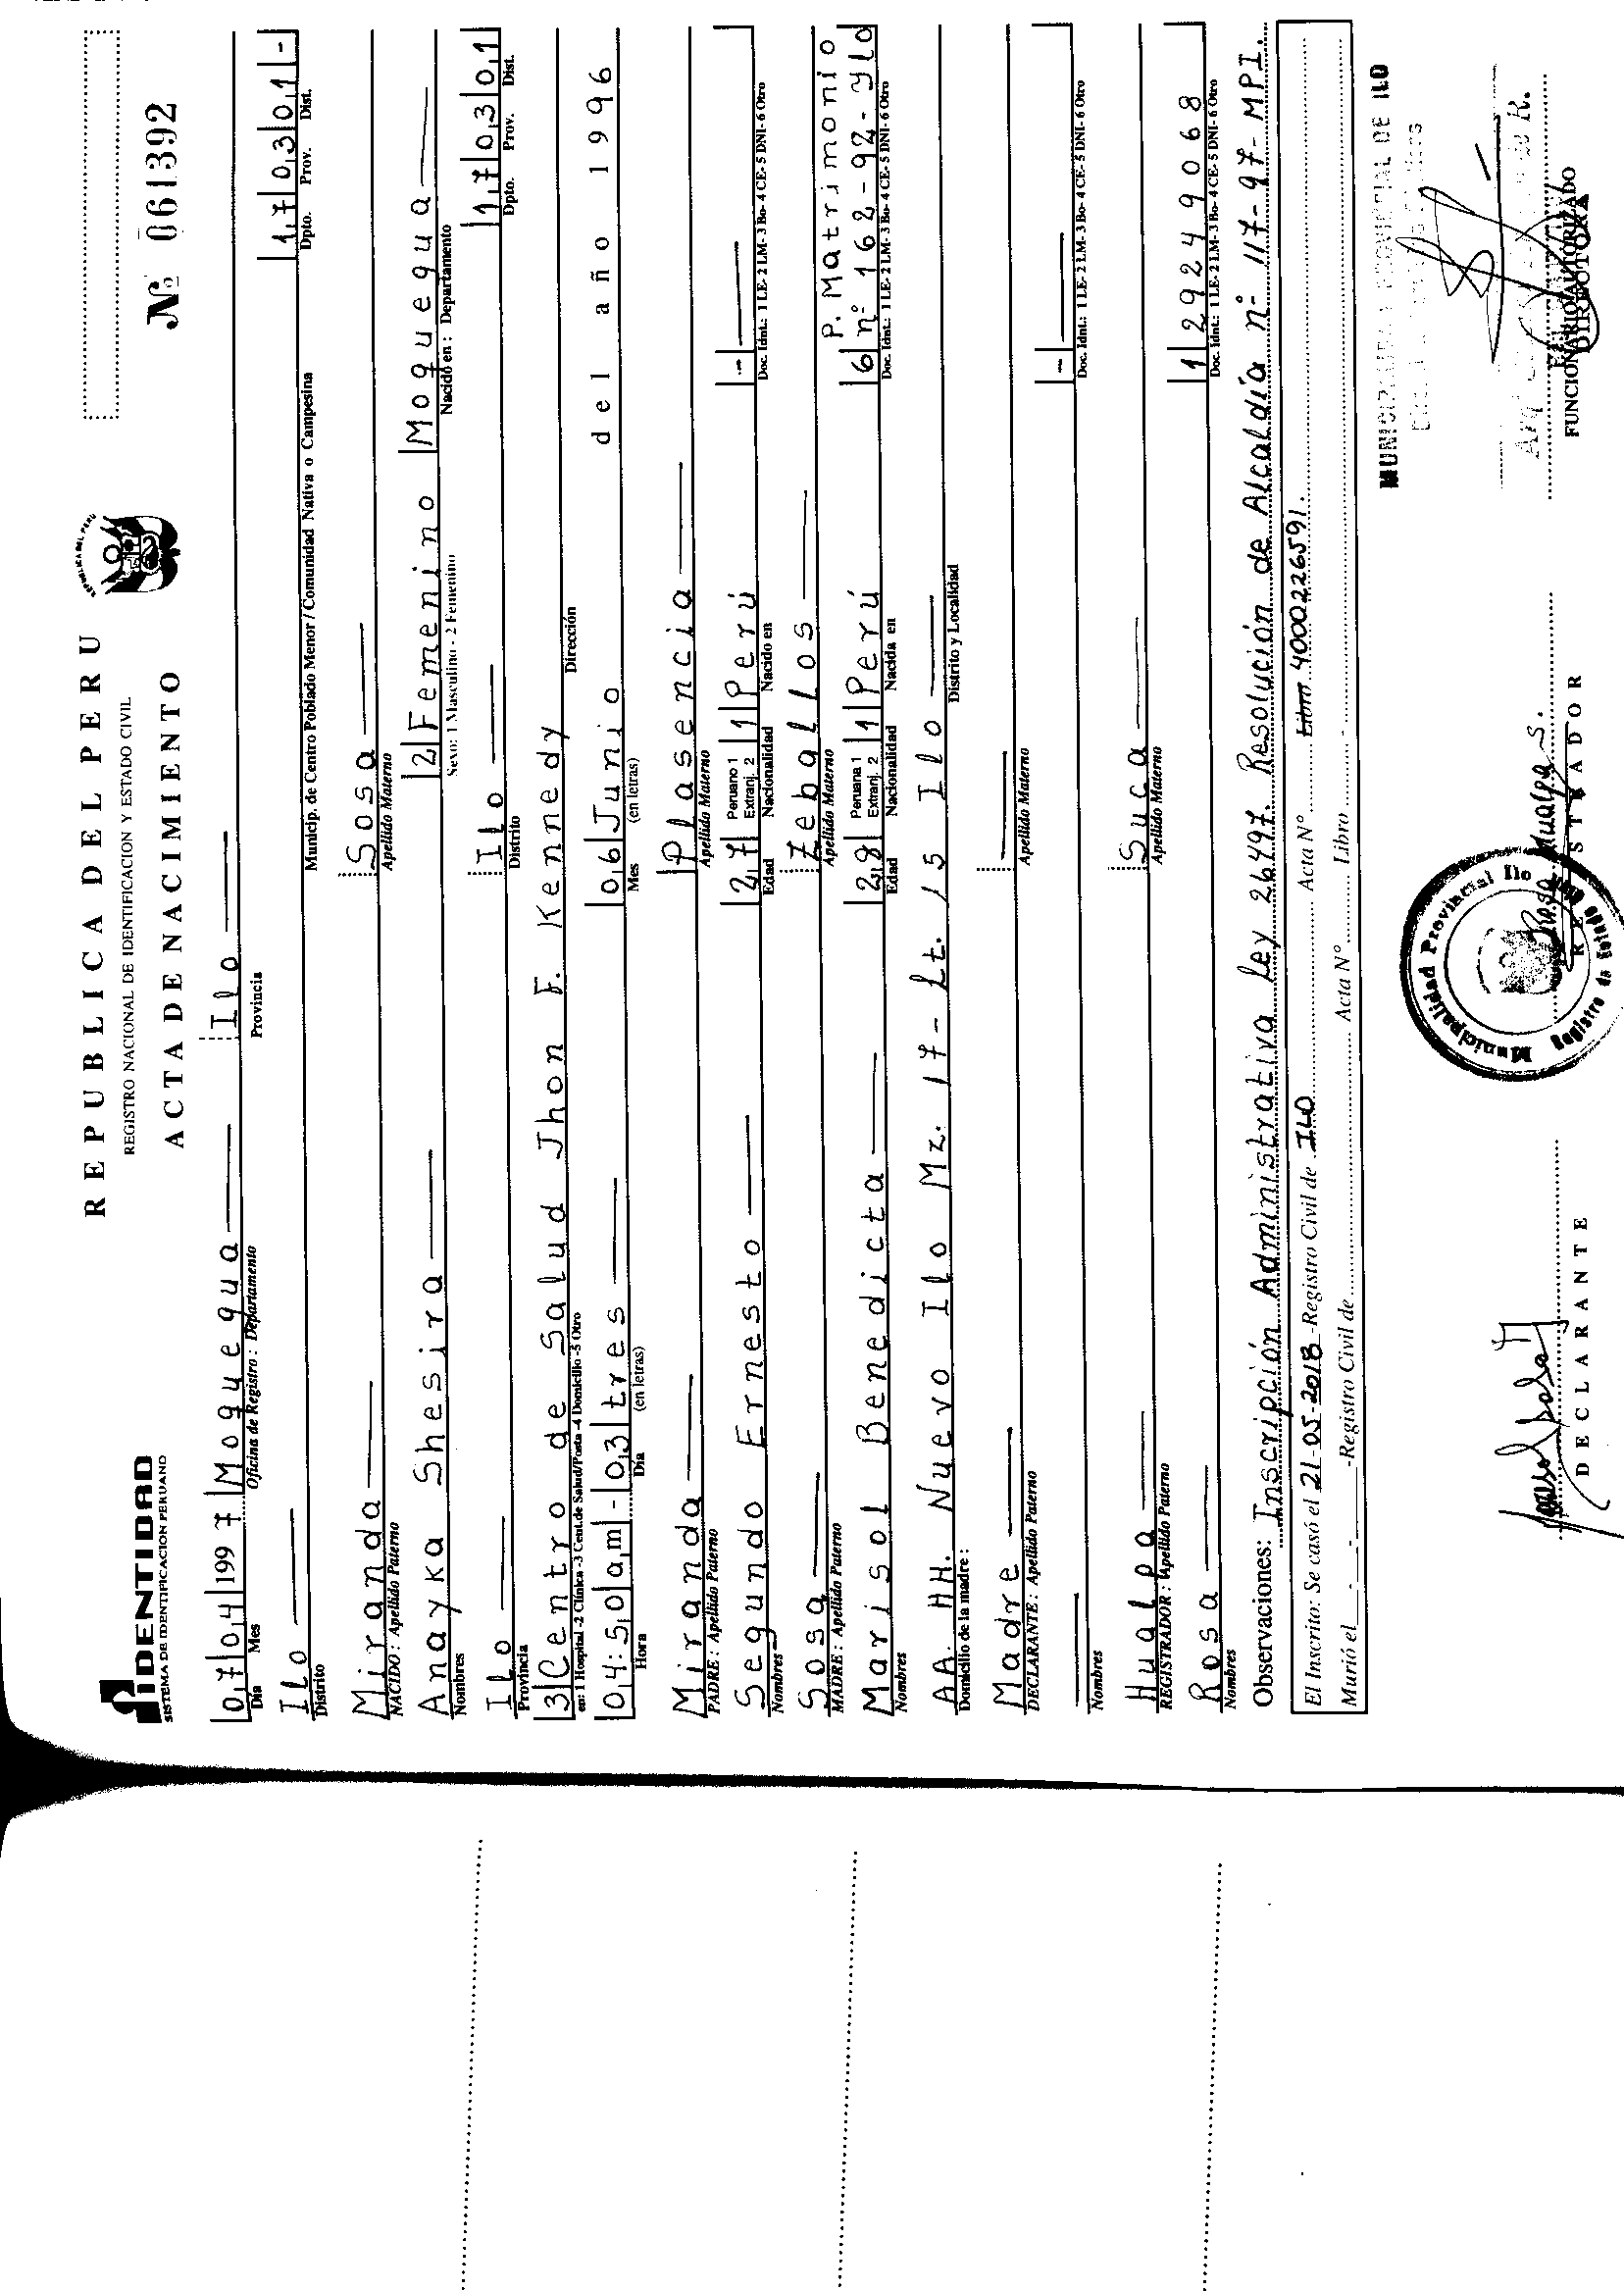 REPUBLICA DEL PERU
REGISTRO NACIONAL DE IDENTIFICACION Y ESTADO CIVIL
ACTA DE NACIMIENTO
IDENTIDAD
SISTEMA DE IDENTIFICACION PERUANO
REPUBLICA DEL PERU
Nº 061392
07 04 1997 Moquegua Ilo
Día Mes Oficina de Registro : Departamento Provincia
Ilo 17 03 01 -
Distrito Municip. de Centro Poblado Menor / Comunidad Nativa o Campesina Dpto. Prov. Dist.
Miranda Sosa
NACIDO : Apellido Paterno Apellido Materno
Anayka Shesira 2 Femenino Moquegua
Nombres Sexo: 1 Masculino - 2 Femenino Nacido en : Departamento
Ilo Ilo 17 03 01
Provincia Distrito Dpto. Prov. Dist.
3 Centro de Salud Jhon F. Kennedy
en: 1 Hospital -2 Clínica -3 Cent.de Salud/Posta -4 Domicilio -5 Otro Dirección
04:50 am - 03 tres 06 Junio del año 1996
Hora Día (en letras) Mes (en letras)
Miranda Plasencia
PADRE : Apellido Paterno Apellido Materno
Segundo Ernesto 27 Peruano 1 Extranj. 2 1 Perú -
Nombres Edad Nacionalidad Nacido en Doc. Idnt.: 1 LE- 2 LM- 3 Bo- 4 CE- 5 DNI- 6 Otro
Sosa Zeballos P. Matrimonio
MADRE : Apellido Paterno Apellido Materno
Marisol Benedicta 28 Peruana 1 Extranj. 2 1 Perú 6 nº 162-92-Ylo
Nombres Edad Nacionalidad Nacida en Doc. Idnt.: 1 LE- 2 LM- 3 Bo- 4 CE- 5 DNI- 6 Otro
AA. HH. Nuevo Ilo Mz. 17- Lt. 15 Ilo
Domicilio de la madre : Distrito y Localidad
Madre
DECLARANTE : Apellido Paterno Apellido Materno
-
Nombres Doc. Idnt.: 1 LE- 2 LM- 3 Bo- 4 CE- 5 DNI- 6 Otro
Hualpa Suca
REGISTRADOR : Apellido Paterno Apellido Materno
Rosa 1 29249068
Nombres Doc. Idnt.: 1 LE- 2 LM- 3 Bo- 4 CE- 5 DNI- 6 Otro
Observaciones: Inscripción Administrativa Ley 26497. Resolución de Alcaldía nº 117-97-MPI.
El Inscrito: Se casó el 21-05-2018 -Registro Civil de ILO Acta Nº Libro 4000226591.
Murió el - - -Registro Civil de Acta Nº Libro -
MUNICIPALIDAD PROVINCIAL DE ILO
Municipalidad Provincial Ilo
Registro de Estado Civil
Rosa Hualpa S.
DECLARANTE
REGISTRADOR
FUNCIONARIO AUTORIZADO
DIRECTORA